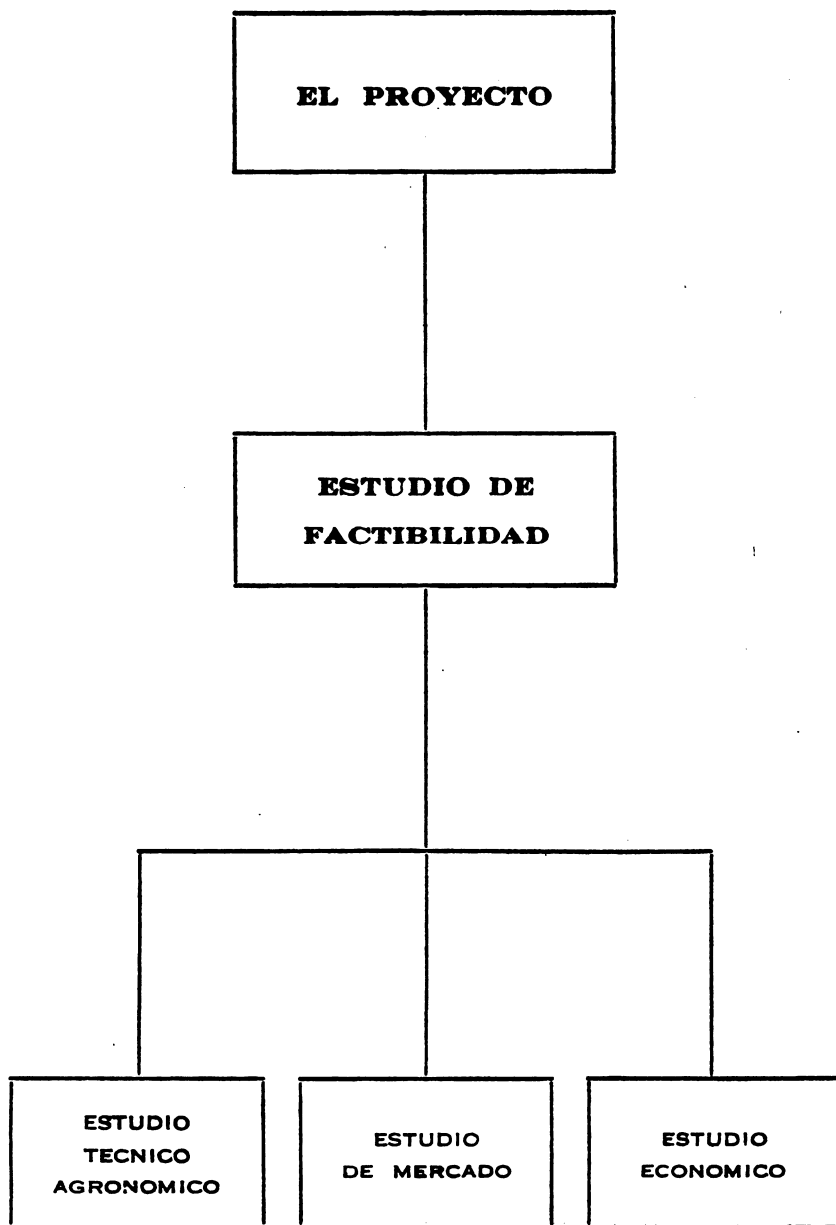 EL PROYECTO
ESTUDIO DE
FACTIBILIDAD
ESTUDIO
TECNICO
AGRONOMICO
ESTUDIO
DE MERCADO
ESTUDIO
ECONOMICO